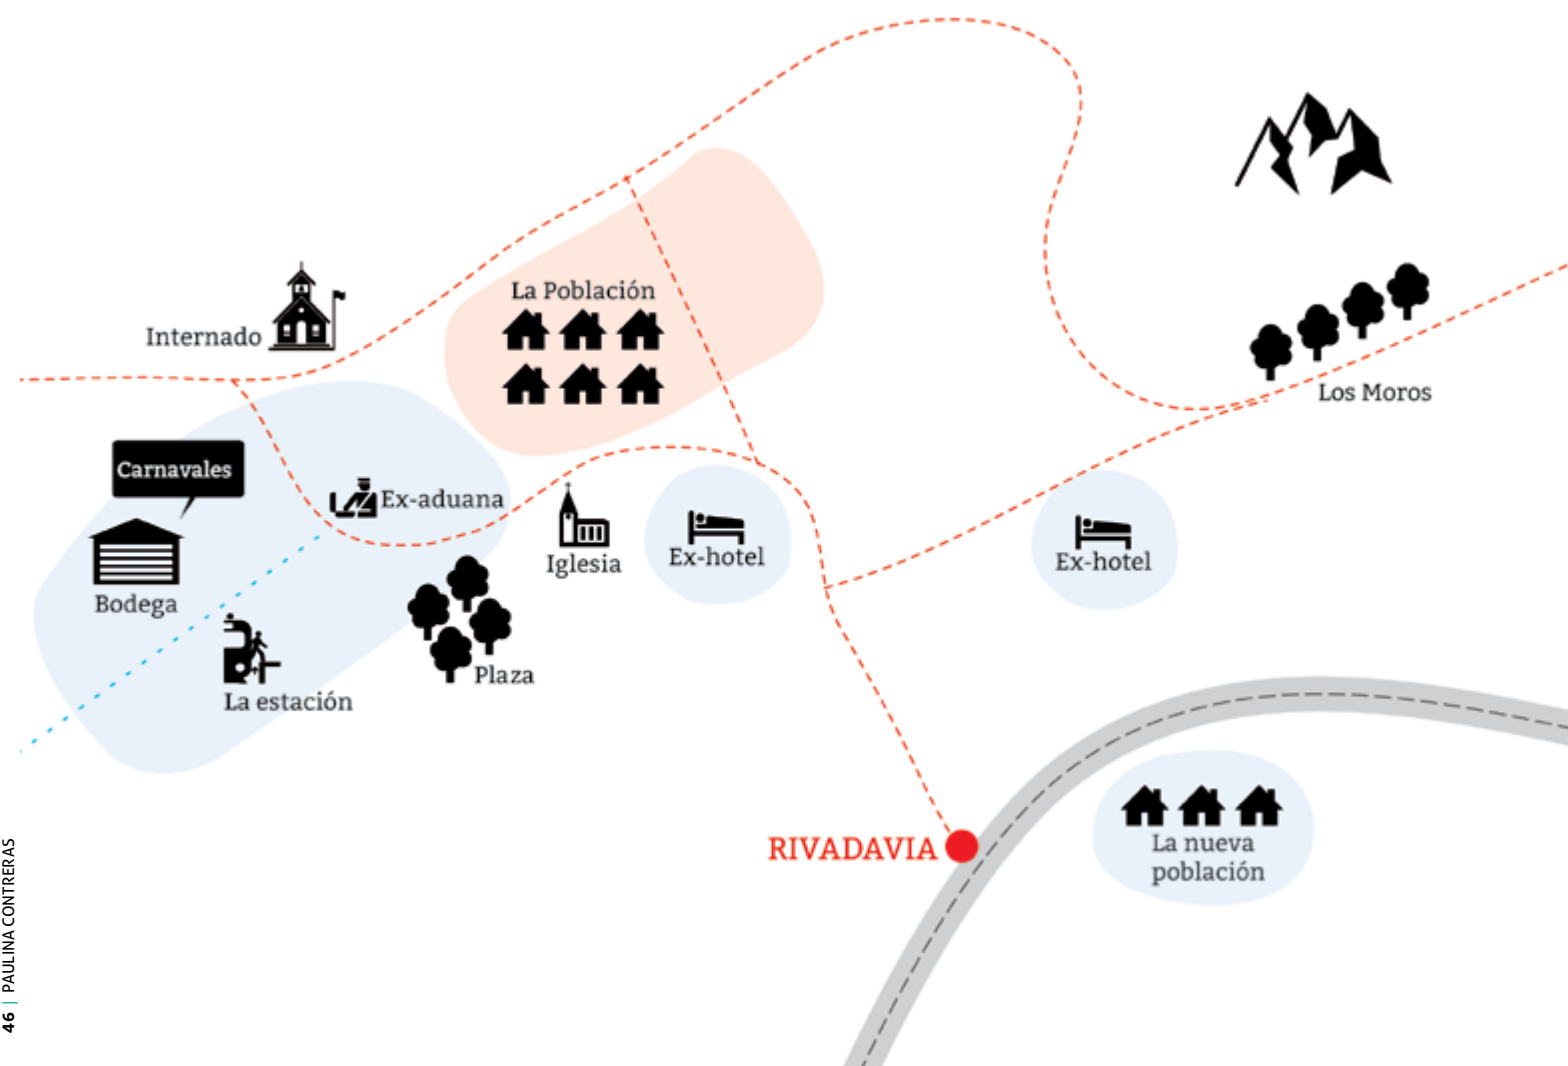 La Población
Internado
Los Moros
Carnavales
Ex-aduana
Iglesia
Ex-hotel
Ex-hotel
Bodega
Plaza
La estación
RIVADAVIA
La nueva
población
46 | PAULINA CONTRERAS